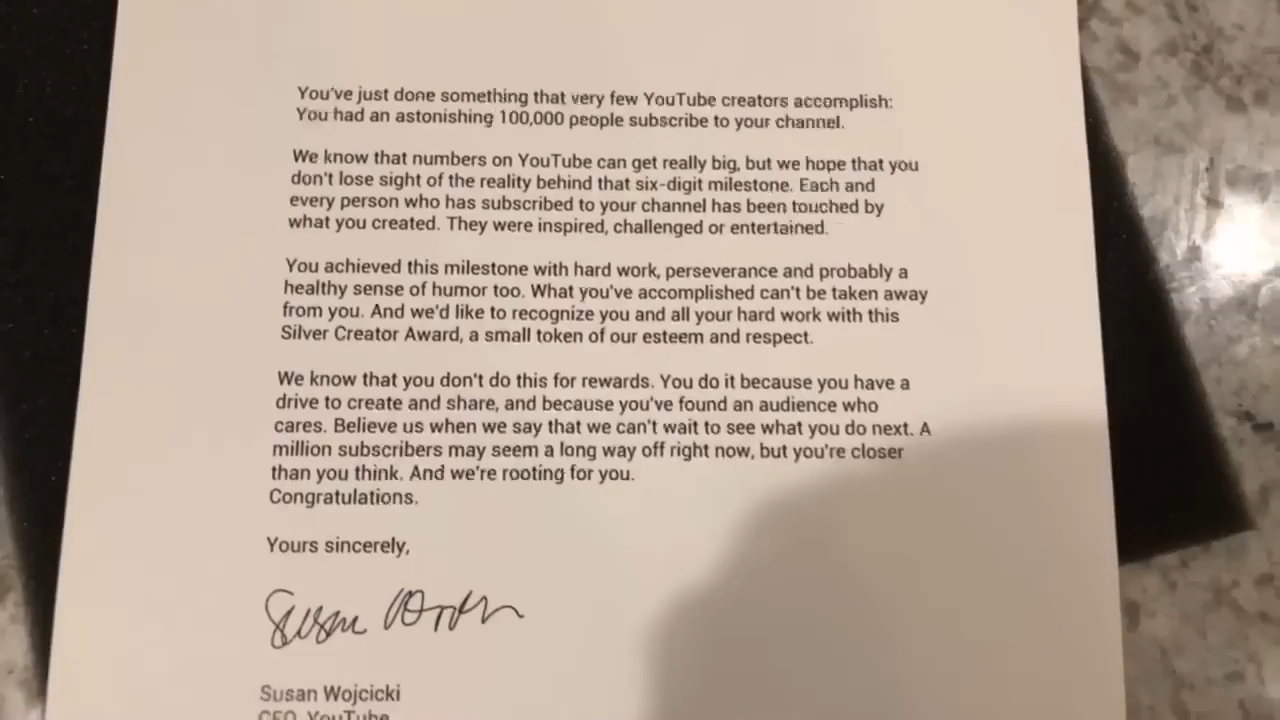 You've just done something that very few YouTube creators accomplish:
You had an astonishing 100,000 people subscribe to your channel.
We know that numbers on YouTube can get really big, but we hope that you
don't lose sight of the reality behind that six-digit milestone. Each and
every person who has subscribed to your channel has been touched by
what you created. They were inspired, challenged or entertained.
You achieved this milestone with hard work, perseverance and probably a
healthy sense of humor too. What you've accomplished can't be taken away
from you. And we'd like to recognize you and all your hard work with this
Silver Creator Award, a small token of our esteem and respect.
We know that you don't do this for rewards. You do it because you have a
drive to create and share, and because you've found an audience who
cares. Believe us when we say that we can't wait to see what you do next. A
million subscribers may seem a long way off right now, but you're closer
than you think. And we're rooting for you.
Congratulations.
Yours sincerely,
Susan
Susan Wojcicki
CEO, YouTube